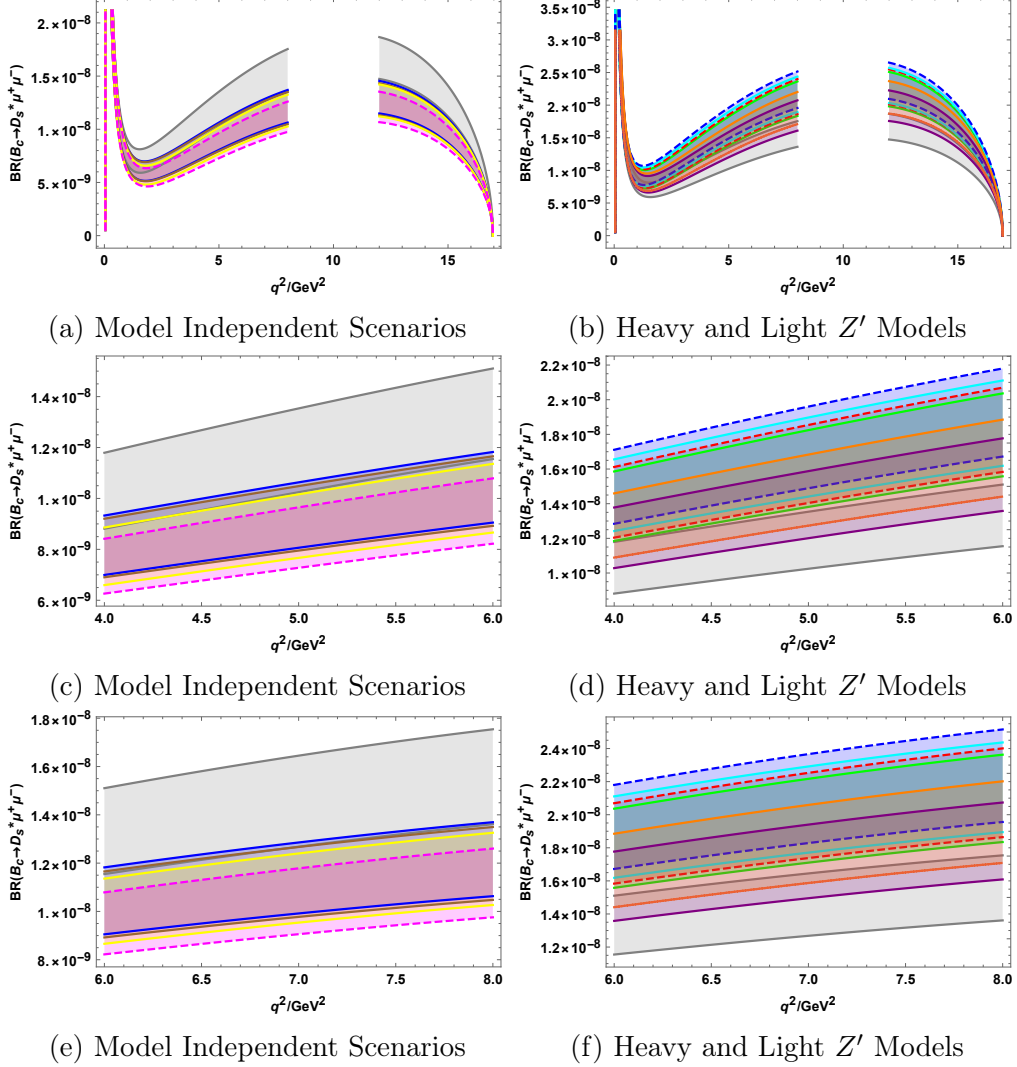 2.×10⁻⁸
1.5×10⁻⁸
1.×10⁻⁸
5.×10⁻⁹
0
BR(B_c→D_s*μ⁺μ⁻)
0 5 10 15
q²/GeV²
3.5×10⁻⁸
3.×10⁻⁸
2.5×10⁻⁸
2.×10⁻⁸
1.5×10⁻⁸
1.×10⁻⁸
5.×10⁻⁹
0
BR(B_c→D_s*μ⁺μ⁻)
0 5 10 15
q²/GeV²
(a) Model Independent Scenarios
(b) Heavy and Light Z′ Models
1.4×10⁻⁸
1.2×10⁻⁸
1.×10⁻⁸
8.×10⁻⁹
6.×10⁻⁹
BR(B_c→D_s*μ⁺μ⁻)
4.0 4.5 5.0 5.5 6.0
q²/GeV²
2.2×10⁻⁸
2.×10⁻⁸
1.8×10⁻⁸
1.6×10⁻⁸
1.4×10⁻⁸
1.2×10⁻⁸
1.×10⁻⁸
BR(B_c→D_s*μ⁺μ⁻)
4.0 4.5 5.0 5.5 6.0
q²/GeV²
(c) Model Independent Scenarios
(d) Heavy and Light Z′ Models
1.8×10⁻⁸
1.6×10⁻⁸
1.4×10⁻⁸
1.2×10⁻⁸
1.×10⁻⁸
8.×10⁻⁹
BR(B_c→D_s*μ⁺μ⁻)
6.0 6.5 7.0 7.5 8.0
q²/GeV²
2.4×10⁻⁸
2.2×10⁻⁸
2.×10⁻⁸
1.8×10⁻⁸
1.6×10⁻⁸
1.4×10⁻⁸
1.2×10⁻⁸
BR(B_c→D_s*μ⁺μ⁻)
6.0 6.5 7.0 7.5 8.0
q²/GeV²
(e) Model Independent Scenarios
(f) Heavy and Light Z′ Models